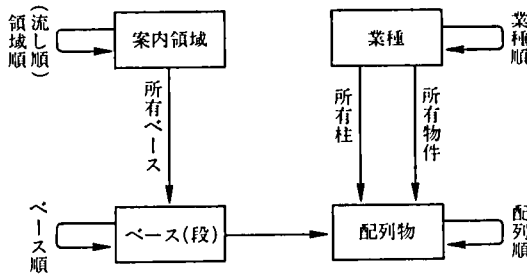 (流し順)
領域順
案内領域
業種
業種順
所有ベース
所有柱
所有物件
ベース順
ベース(段)
配列物
配列順